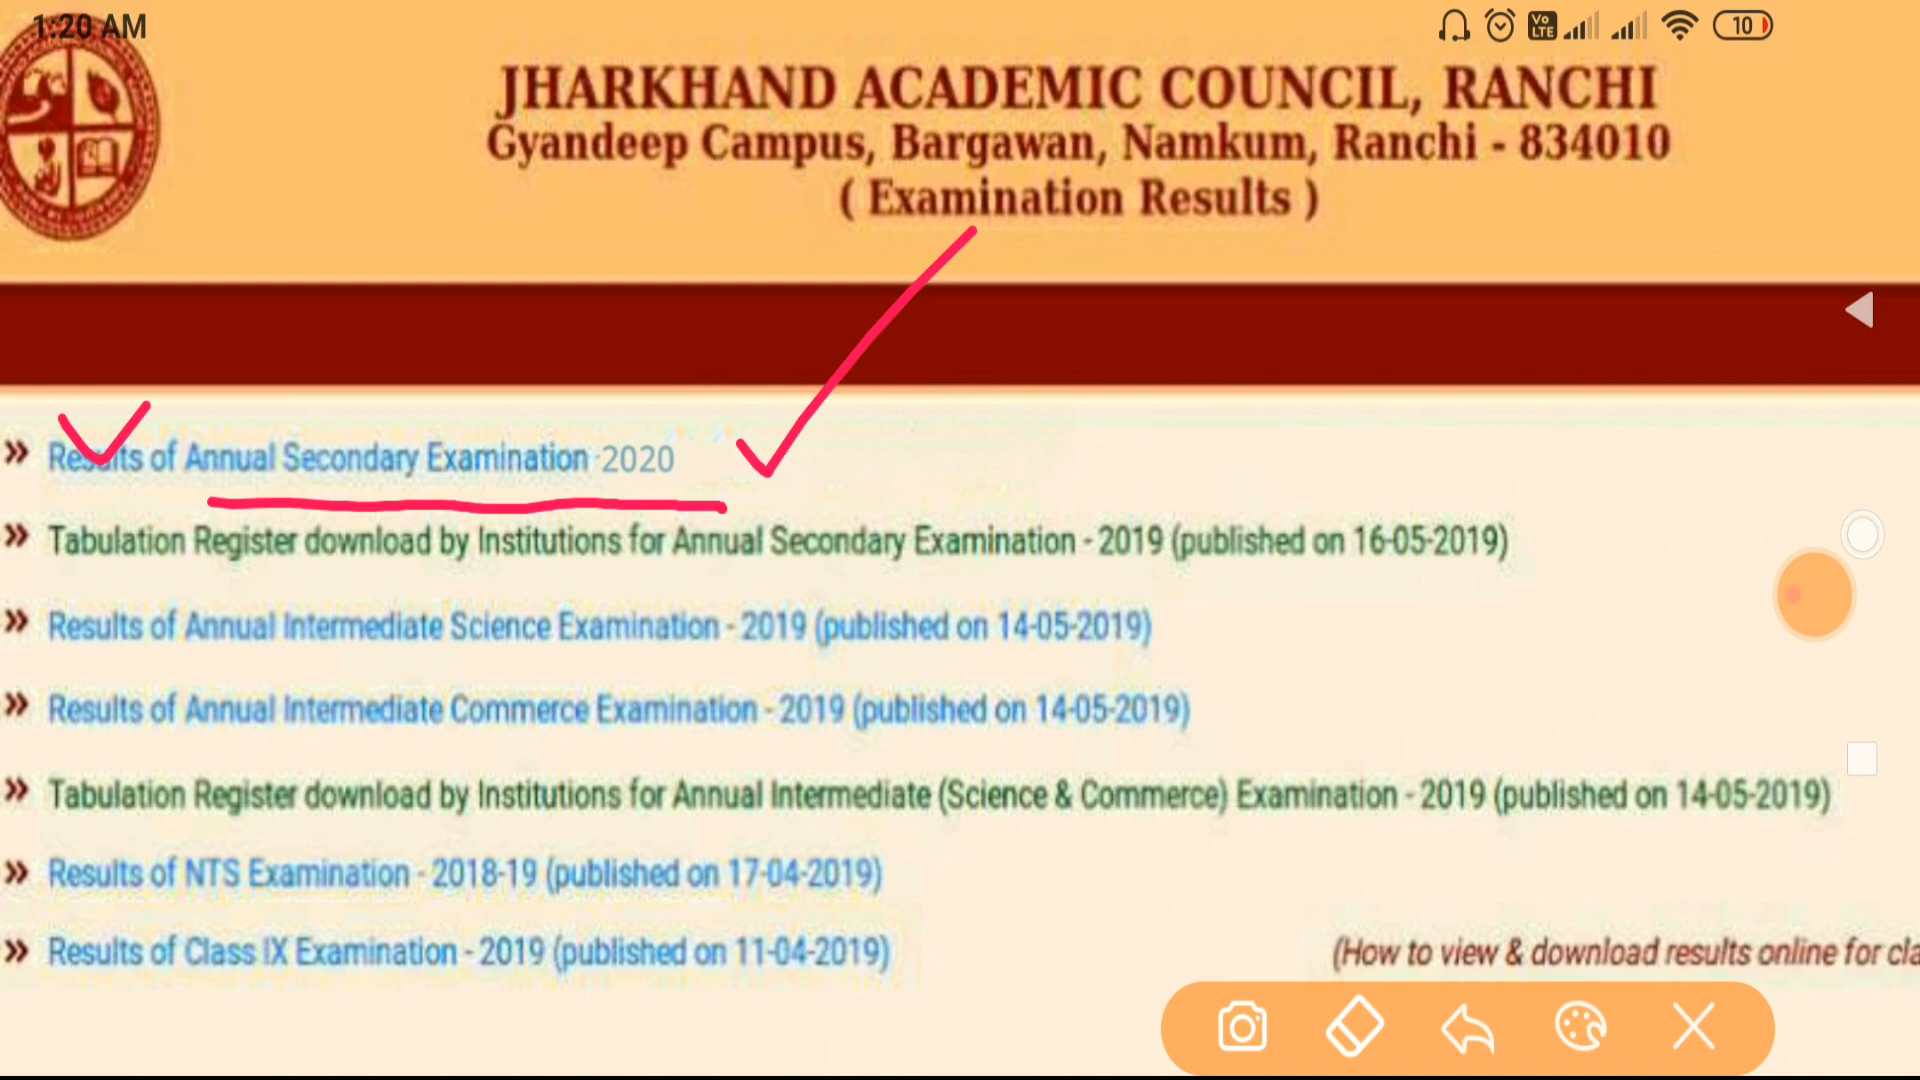 1:20 AM
Vo LTE
10
JHARKHAND ACADEMIC COUNCIL, RANCHI
Gyandeep Campus, Bargawan, Namkum, Ranchi - 834010
( Examination Results )
» Results of Annual Secondary Examination 2020
» Tabulation Register download by Institutions for Annual Secondary Examination - 2019 (published on 16-05-2019)
» Results of Annual Intermediate Science Examination - 2019 (published on 14-05-2019)
» Results of Annual Intermediate Commerce Examination - 2019 (published on 14-05-2019)
» Tabulation Register download by Institutions for Annual Intermediate (Science & Commerce) Examination - 2019 (published on 14-05-2019)
» Results of NTS Examination - 2018-19 (published on 17-04-2019)
» Results of Class IX Examination - 2019 (published on 11-04-2019)
(How to view & download results online for cla